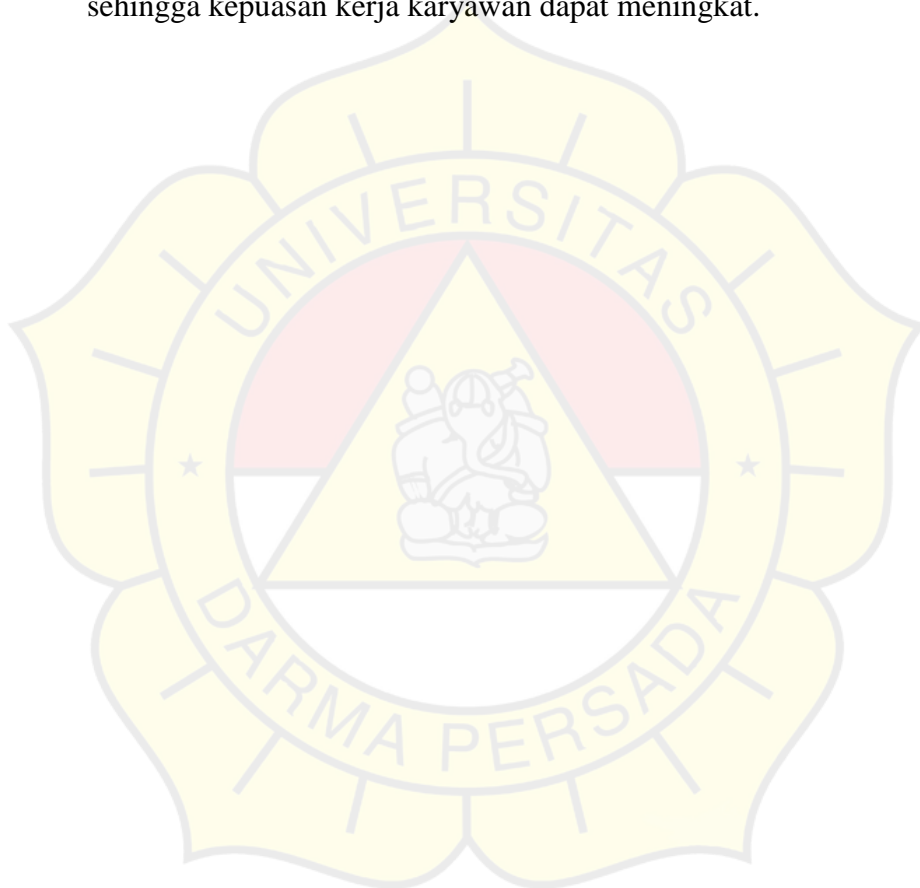 sehingga kepuasan kerja karyawan dapat meningkat.
UNIVERSITAS
DARMA PERSADA